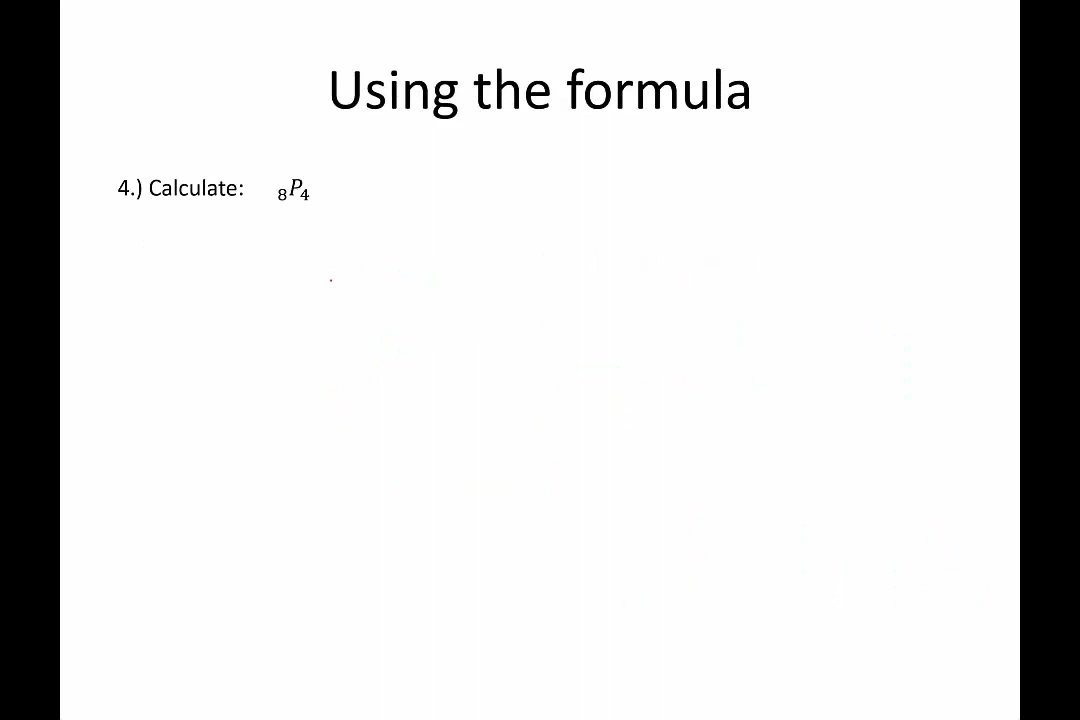 Using the formula
4.) Calculate: ₈P₄